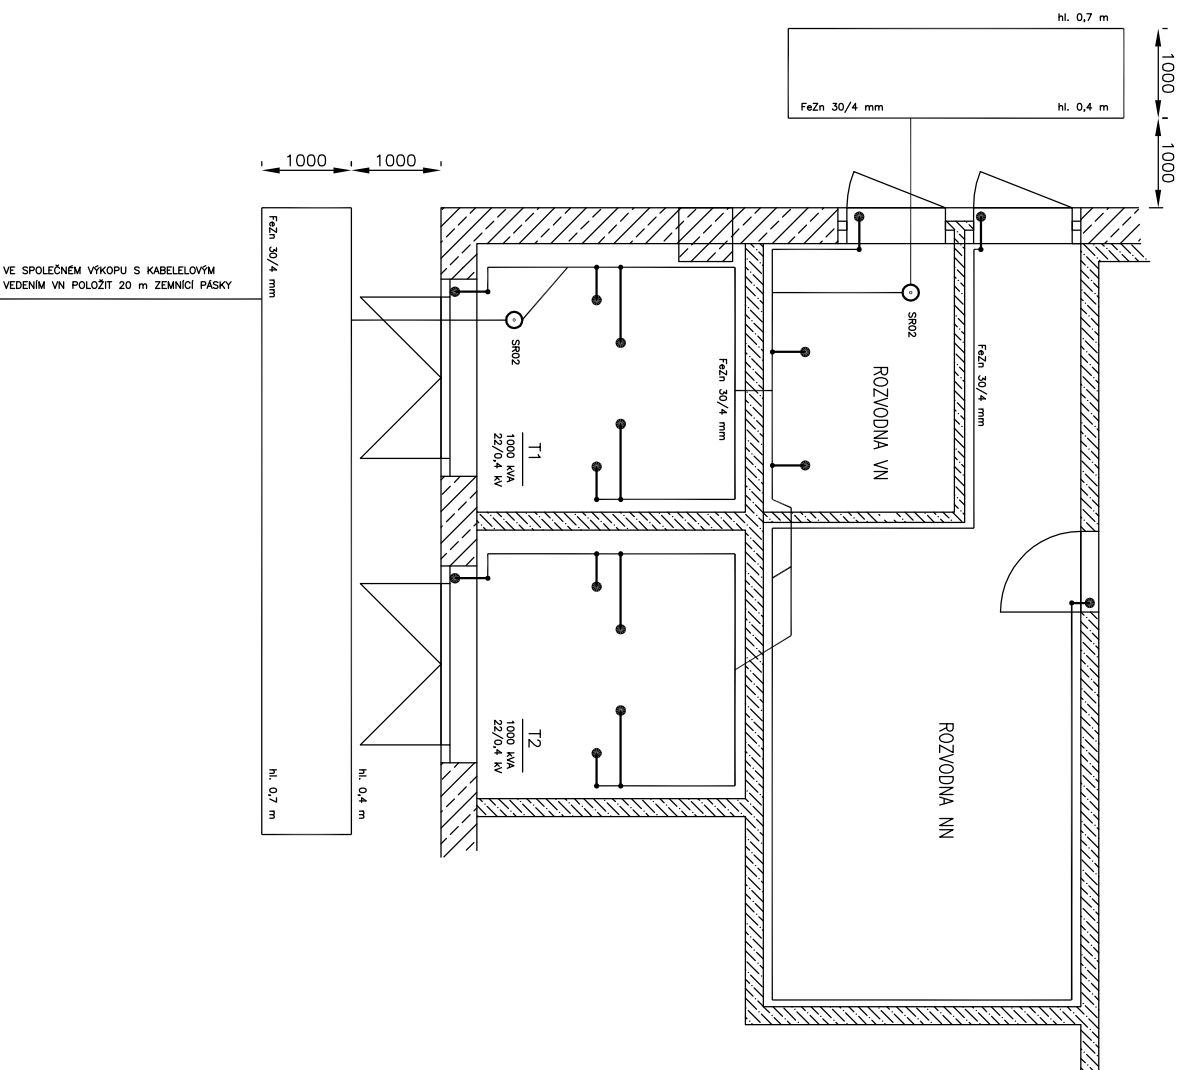 hl. 0,7 m
1000
FeZn 30/4 mm
hl. 0,4 m
1000
1000
1000
FeZn 30/4 mm
VE SPOLEČNÉM VÝKOPU S KABELELOVÝM
VEDENÍM VN POLOŽIT 20 m ZEMNÍCÍ PÁSKY
SR02
SR02
FeZn 30/4 mm
FeZn 30/4 mm
ROZVODNA VN
T1
1000 kVA
22/0,4 kV
T2
1000 kVA
22/0,4 kV
ROZVODNA NN
hl. 0,7 m
hl. 0,4 m